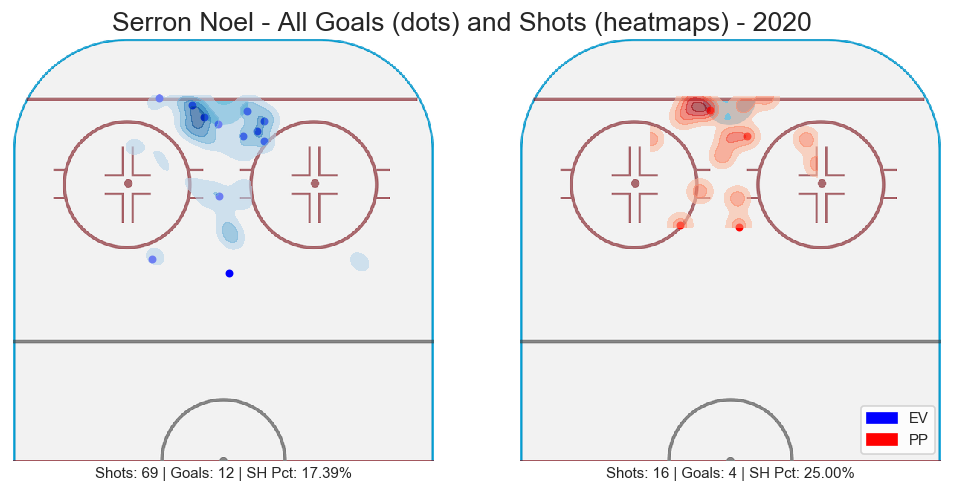 Serron Noel - All Goals (dots) and Shots (heatmaps) - 2020
EV
PP
Shots: 69 | Goals: 12 | SH Pct: 17.39%
Shots: 16 | Goals: 4 | SH Pct: 25.00%